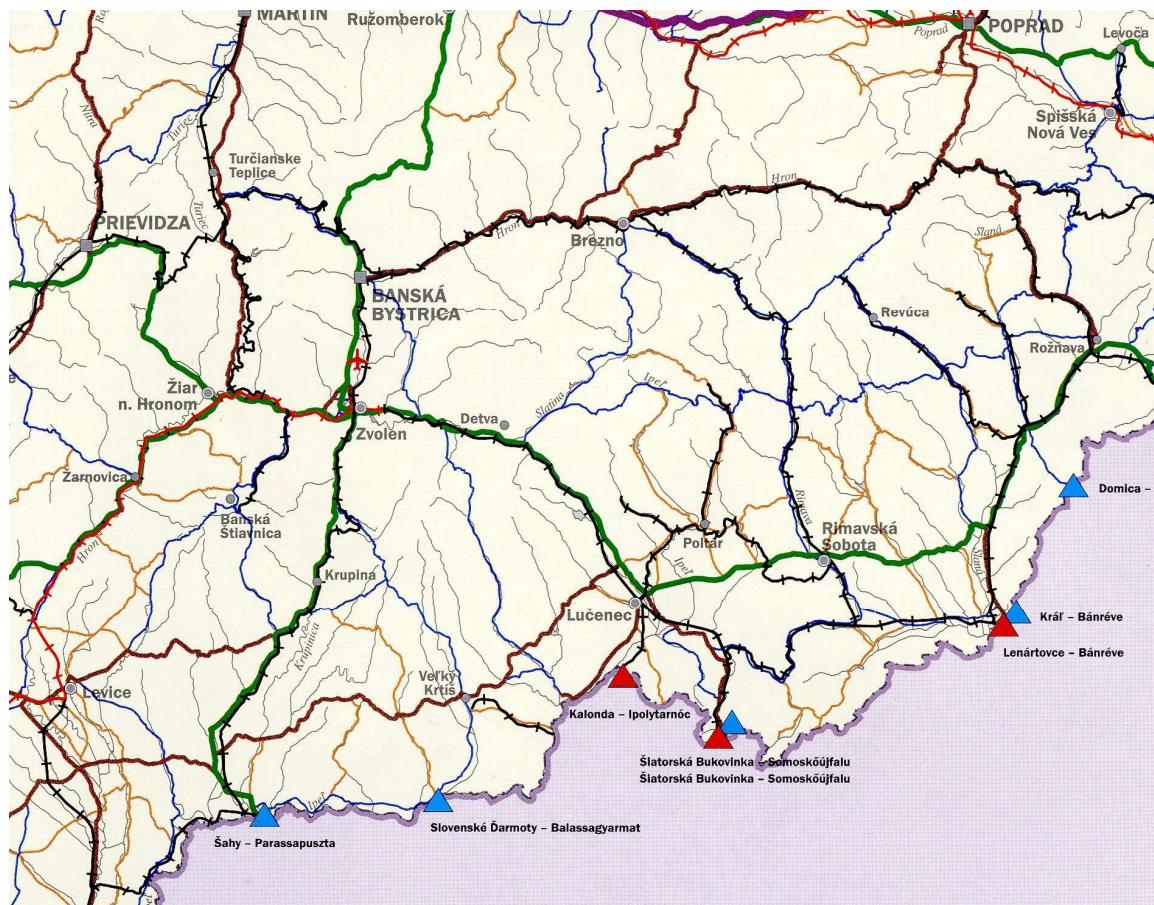 MARTIN
Ružomberok
Poprad
POPRAD
Levoča
Nitra
Turiec
Spišská
Nová Ves
Turčianske
Teplice
Hron
Turiec
PRIEVIDZA
Hron
Brezno
Slaná
BANSKÁ
BYSTRICA
Revúca
Rožňava
Žiar
n. Hronom
Ipeľ
Slatina
Detva
Zvolen
Žarnovica
Domica –
Banská
Štiavnica
Rimava
Rimavská
Sobota
Poltár
Hron
Ipeľ
Slaná
Krupina
Lučenec
Kráľ – Bánréve
Krupinica
Lenártovce – Bánréve
Levice
Veľký
Krtíš
Kalonda – Ipolytarnóc
Šiatorská Bukovinka – Somoskőújfalu
Šiatorská Bukovinka – Somoskőújfalu
Ipeľ
Slovenské Ďarmoty – Balassagyarmat
Šahy – Parassapuszta